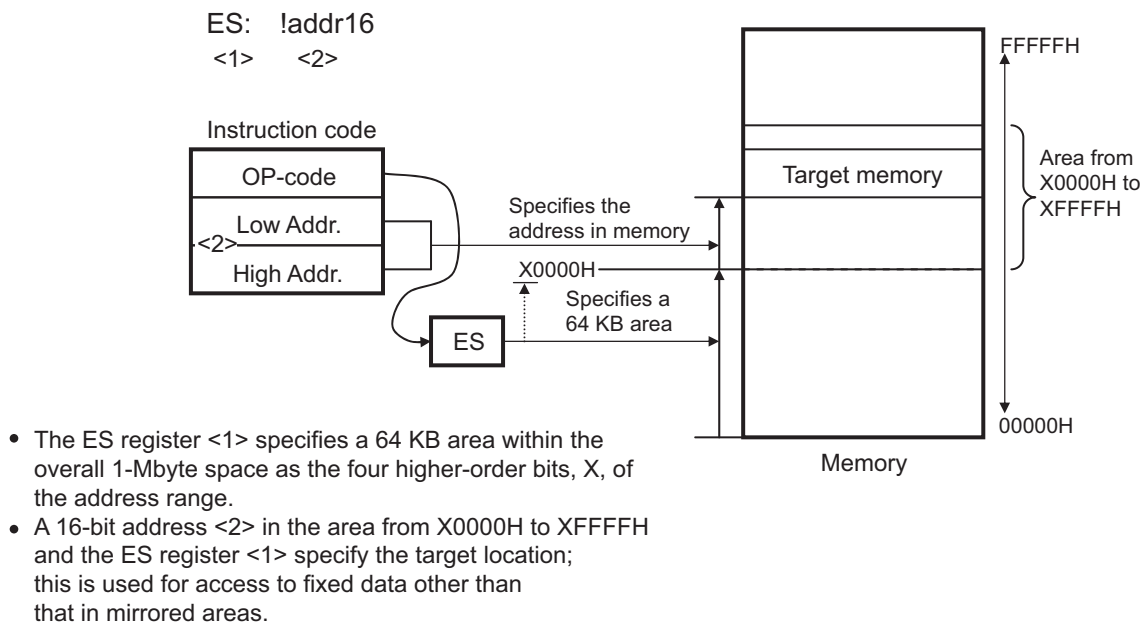 ES: !addr16
<1> <2>
Instruction code
OP-code
Low Addr.
<2>
High Addr.
ES
Specifies the
address in memory
X0000H
Specifies a
64 KB area
Target memory
FFFFFH
Area from
X0000H to
XFFFFH
00000H
Memory
• The ES register <1> specifies a 64 KB area within the
overall 1-Mbyte space as the four higher-order bits, X, of
the address range.
• A 16-bit address <2> in the area from X0000H to XFFFFH
and the ES register <1> specify the target location;
this is used for access to fixed data other than
that in mirrored areas.